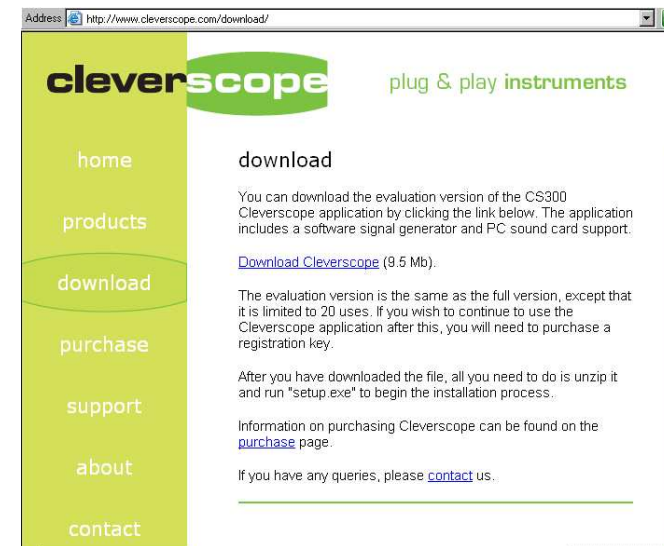 Address http://www.cleverscope.com/download/
cleverscope
plug & play instruments
home
products
download
purchase
support
about
contact
download
You can download the evaluation version of the CS300
Cleverscope application by clicking the link below. The application
includes a software signal generator and PC sound card support.
Download Cleverscope (9.5 Mb).
The evaluation version is the same as the full version, except that
it is limited to 20 uses. If you wish to continue to use the
Cleverscope application after this, you will need to purchase a
registration key.
After you have downloaded the file, all you need to do is unzip it
and run "setup.exe" to begin the installation process.
Information on purchasing Cleverscope can be found on the
purchase page.
If you have any queries, please contact us.